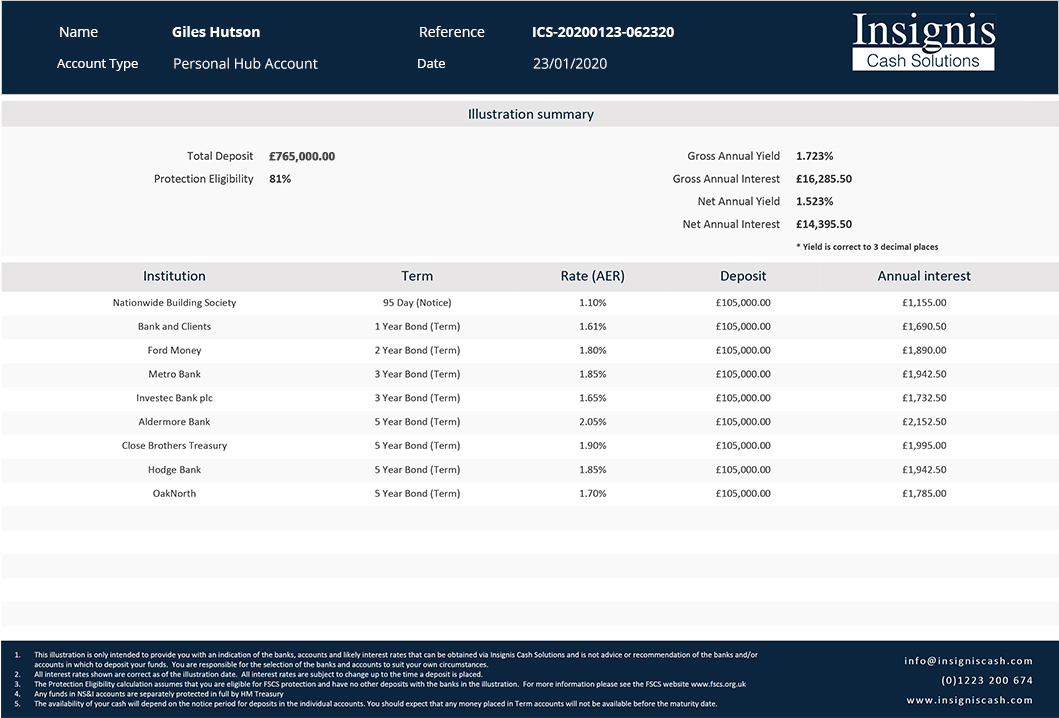 Name Giles Hutson Reference ICS-20200123-062320
Account Type Personal Hub Account Date 23/01/2020
Insignis
Cash Solutions
Illustration summary
Total Deposit £765,000.00 Gross Annual Yield 1.723%
Protection Eligibility 81% Gross Annual Interest £16,285.50
Net Annual Yield 1.523%
Net Annual Interest £14,395.50
* Yield is correct to 3 decimal places
Institution Term Rate (AER) Deposit Annual interest
Nationwide Building Society 95 Day (Notice) 1.10% £105,000.00 £1,155.00
Bank and Clients 1 Year Bond (Term) 1.61% £105,000.00 £1,690.50
Ford Money 2 Year Bond (Term) 1.80% £105,000.00 £1,890.00
Metro Bank 3 Year Bond (Term) 1.85% £105,000.00 £1,942.50
Investec Bank plc 3 Year Bond (Term) 1.65% £105,000.00 £1,732.50
Aldermore Bank 5 Year Bond (Term) 2.05% £105,000.00 £2,152.50
Close Brothers Treasury 5 Year Bond (Term) 1.90% £105,000.00 £1,995.00
Hodge Bank 5 Year Bond (Term) 1.85% £105,000.00 £1,942.50
OakNorth 5 Year Bond (Term) 1.70% £105,000.00 £1,785.00
1. This illustration is only intended to provide you with an indication of the banks, accounts and likely interest rates that can be obtained via Insignis Cash Solutions and is not advice or recommendation of the banks and/or
accounts in which to deposit your funds. You are responsible for the selection of the banks and accounts to suit your own circumstances.
2. All interest rates shown are correct as of the illustration date. All interest rates are subject to change up to the time a deposit is placed.
3. The Protection Eligibility calculation assumes that you are eligible for FSCS protection and have no other deposits with the banks in the illustration. For more information please see the FSCS website www.fscs.org.uk
4. Any funds in NS&I accounts are separately protected in full by HM Treasury
5. The availability of your cash will depend on the notice period for deposits in the individual accounts. You should expect that any money placed in Term accounts will not be available before the maturity date.
info@insigniscash.com
(0)1223 200 674
www.insigniscash.com